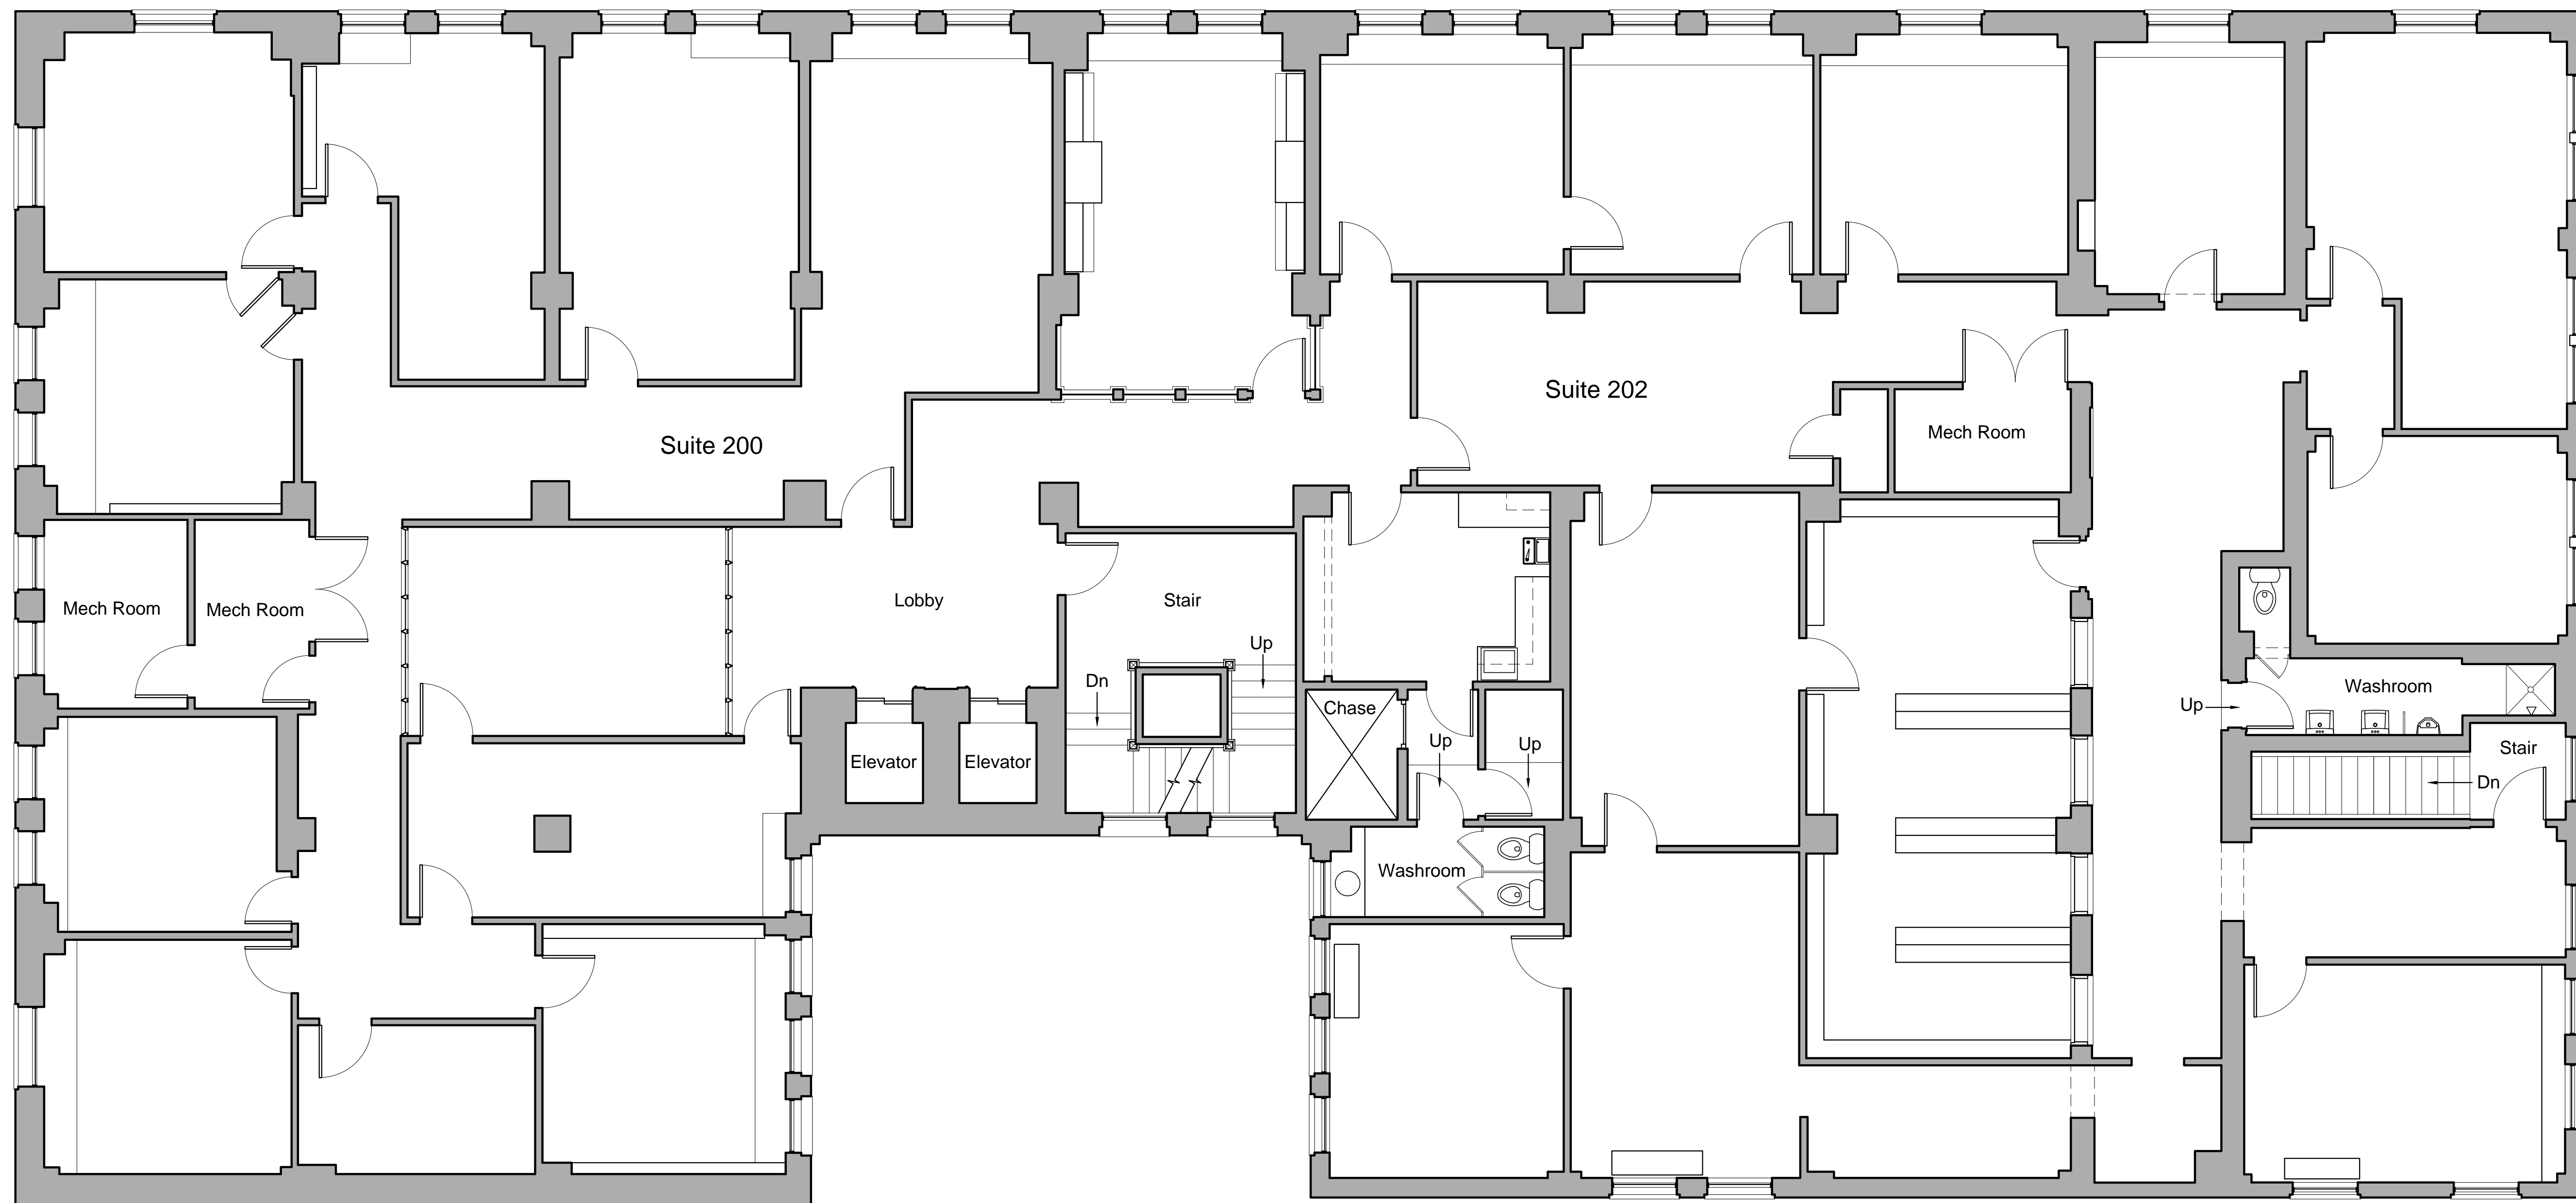 Suite 200
Suite 202
Mech Room
Mech Room
Mech Room
Lobby
Stair
Up
Dn
Elevator
Elevator
Chase
Up
Up
Washroom
Washroom
Up
Stair
Dn